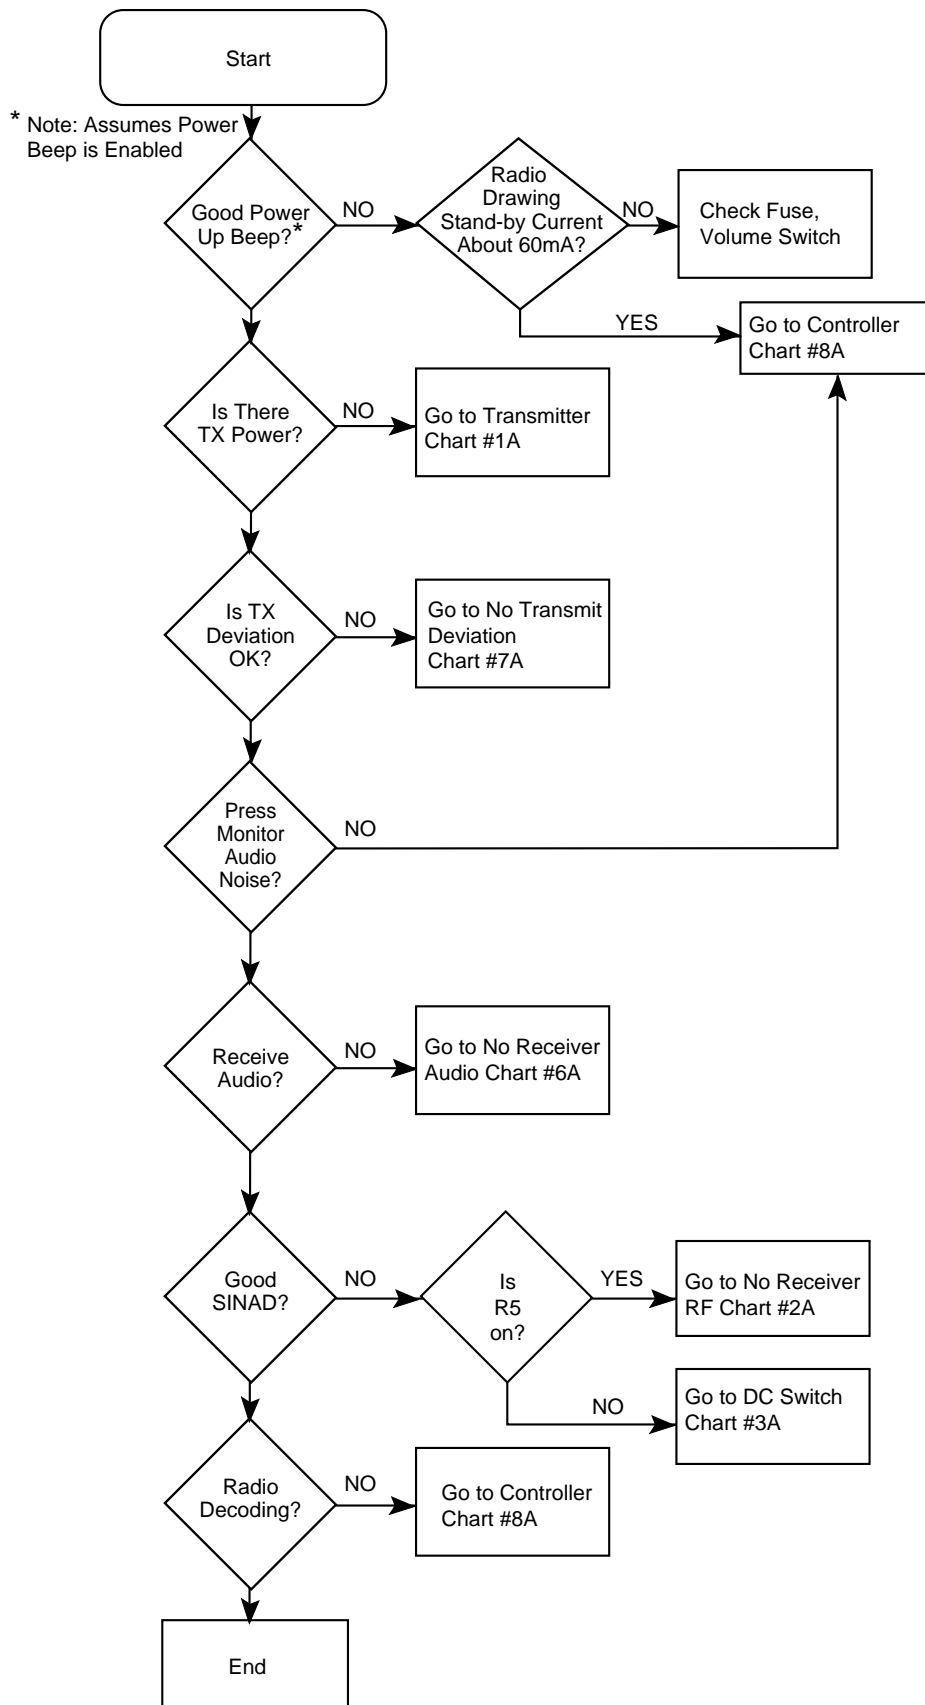 Start
* Note: Assumes Power
Beep is Enabled
Good Power
Up Beep?*
NO
Radio
Drawing
Stand-by Current
About 60mA?
NO
Check Fuse,
Volume Switch
YES
Go to Controller
Chart #8A
Is There
TX Power?
NO
Go to Transmitter
Chart #1A
Is TX
Deviation
OK?
NO
Go to No Transmit
Deviation
Chart #7A
Press
Monitor
Audio
Noise?
NO
Receive
Audio?
NO
Go to No Receiver
Audio Chart #6A
Good
SINAD?
NO
Is
R5
on?
YES
Go to No Receiver
RF Chart #2A
NO
Go to DC Switch
Chart #3A
Radio
Decoding?
NO
Go to Controller
Chart #8A
End